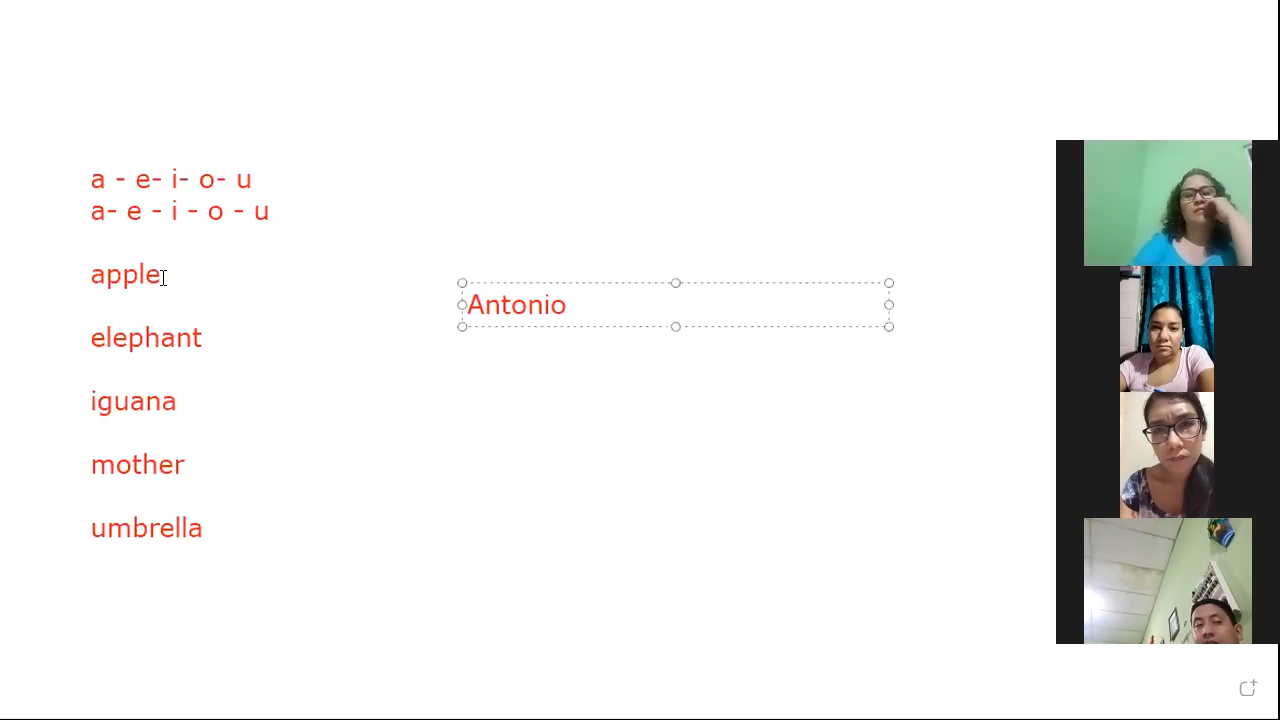 a - e- i- o- u
a- e - i - o - u
apple
elephant
iguana
mother
umbrella
Antonio